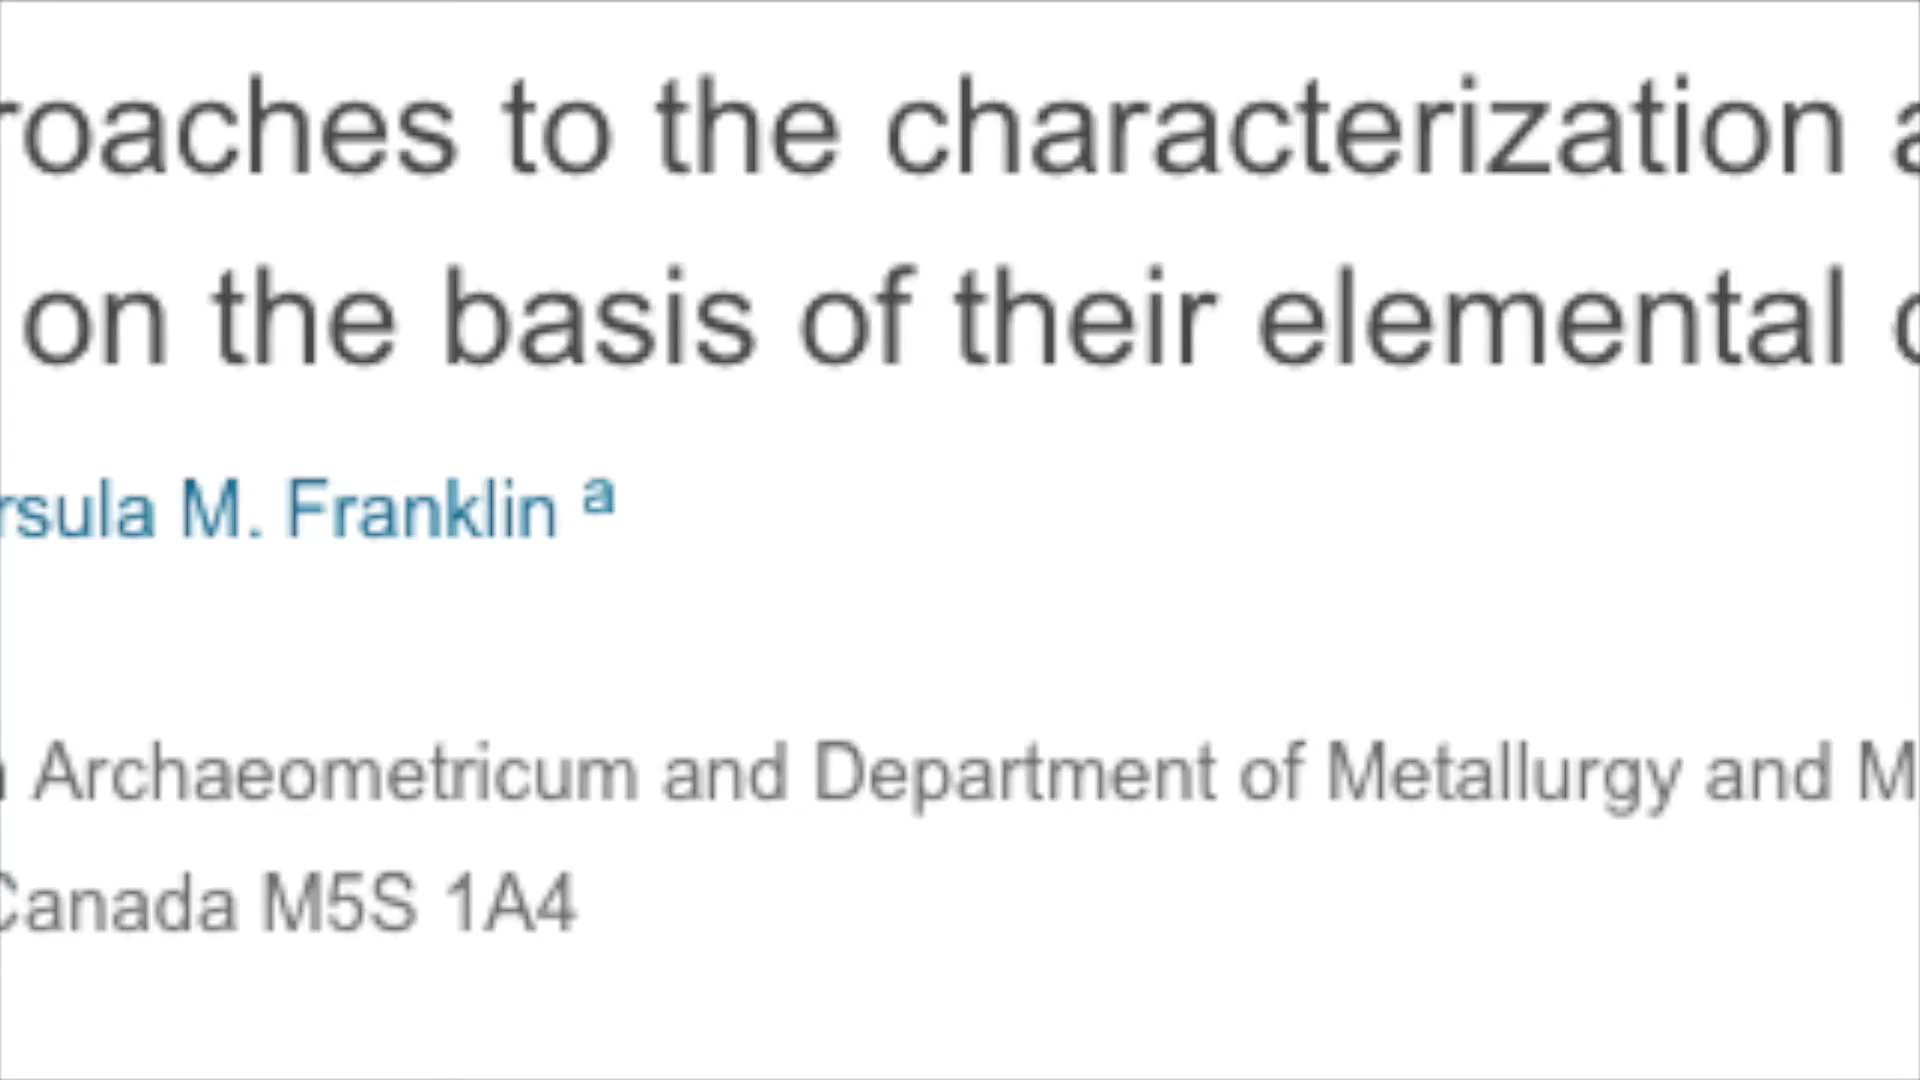 roaches to the characterization a
on the basis of their elemental c
rsula M. Franklin a
Archaeometricum and Department of Metallurgy and M
Canada M5S 1A4